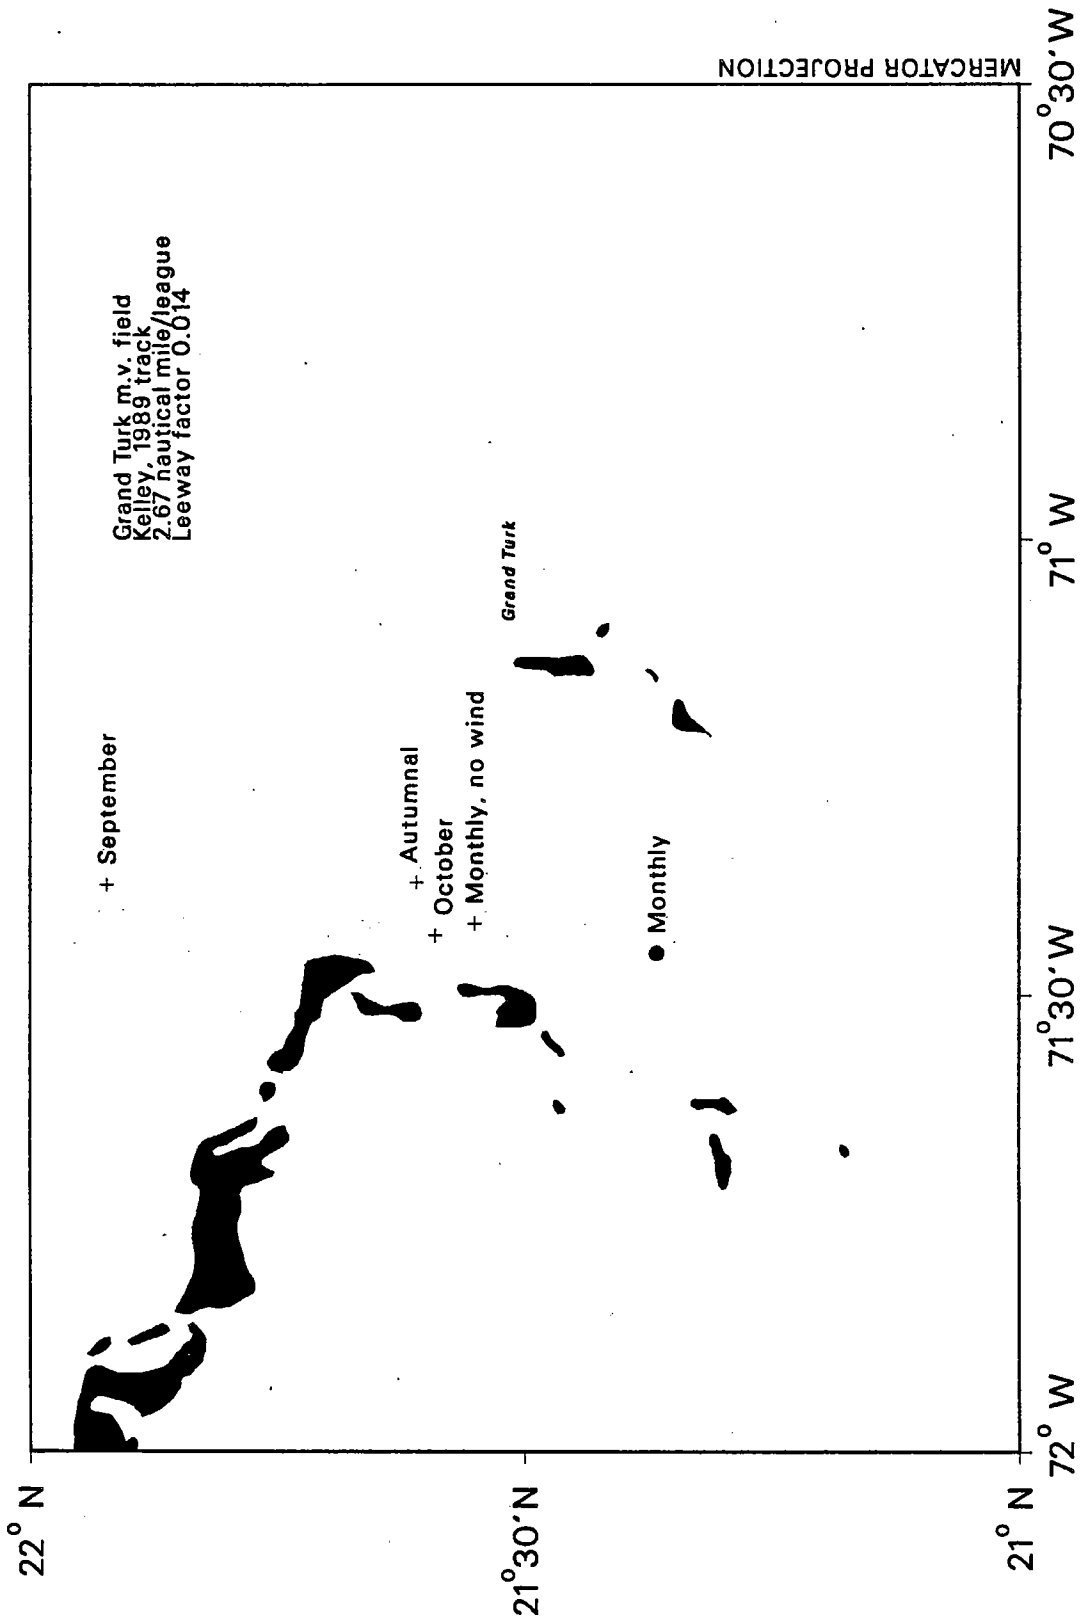 Grand Turk m.v. field
Kelley, 1989 track
2.67 nautical mile/league
Leeway factor 0.014
+ September
+ Autumnal
+ October
+ Monthly, no wind
Grand Turk
● Monthly
22° N
21°30′N
21° N
72° W
71°30′W
71° W
70°30′W
MERCATOR PROJECTION